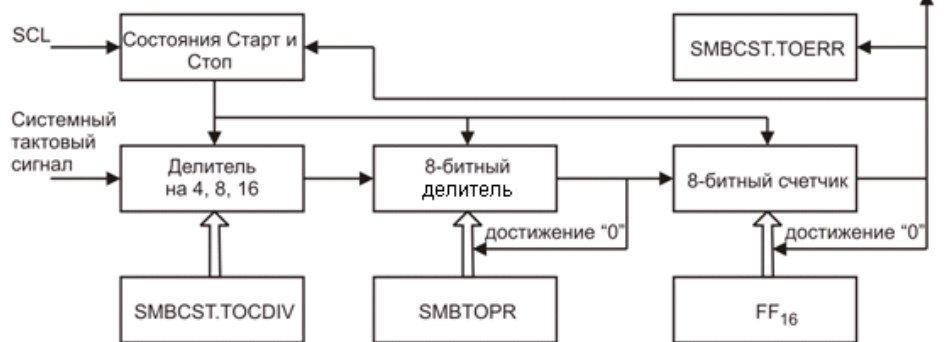 SCL
Состояния Старт и
Стоп
SMBCST.TOERR
Системный
тактовый
сигнал
Делитель
на 4, 8, 16
8-битный
делитель
8-битный счетчик
достижение “0”
достижение “0”
SMBCST.TOCDIV
SMBTOPR
FF16